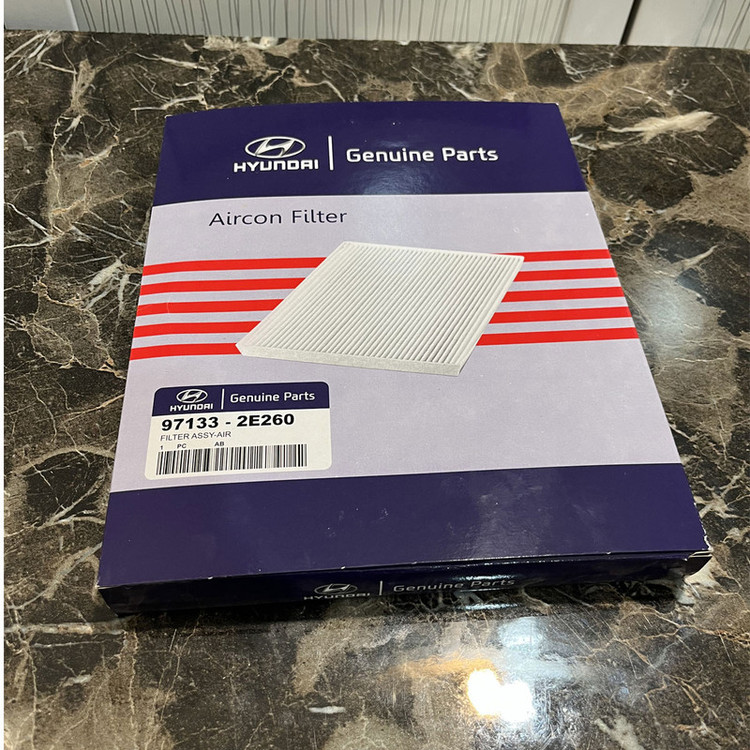 HYUNDAI | Genuine Parts
Aircon Filter
HYUNDAI | Genuine Parts
97133 - 2E260
FILTER ASSY-AIR
1 PC AB
HYUNDAI | Genuine Parts